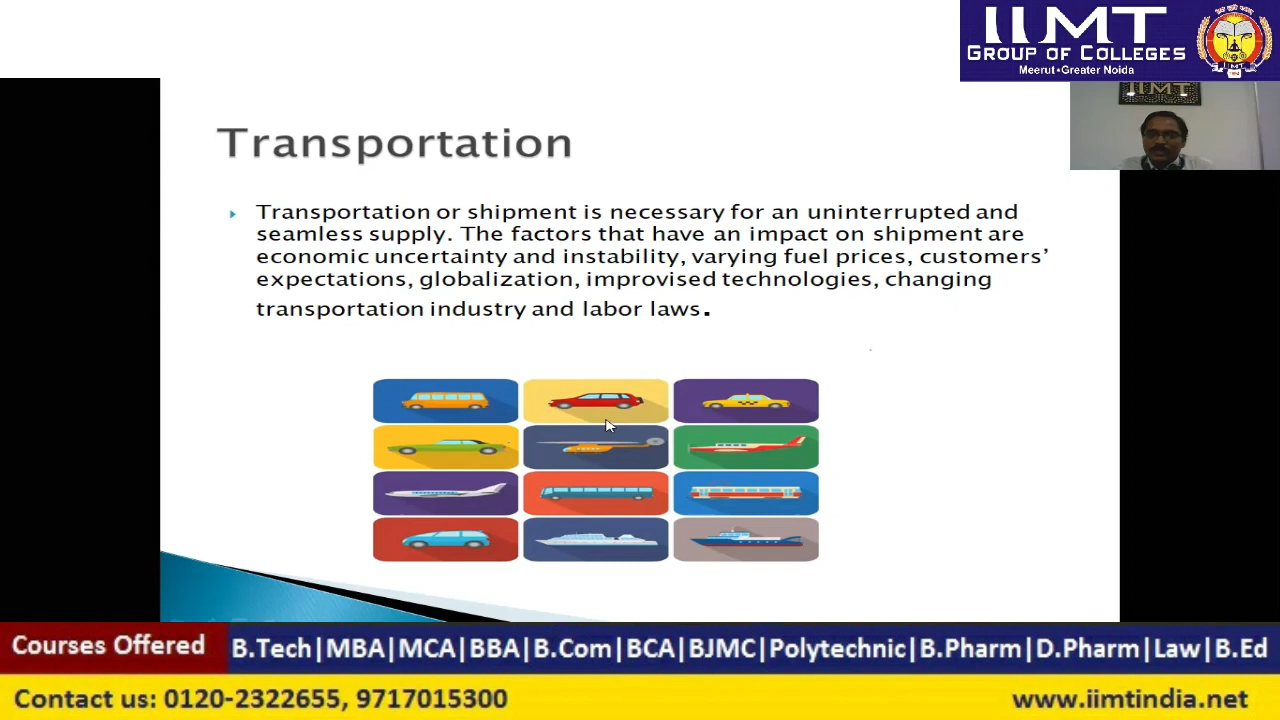 IIMT
GROUP OF COLLEGES
Meerut•Greater Noida
IIMT
Transportation
Transportation or shipment is necessary for an uninterrupted and
seamless supply. The factors that have an impact on shipment are
economic uncertainty and instability, varying fuel prices, customers’
expectations, globalization, improvised technologies, changing
transportation industry and labor laws.
Courses Offered
B.Tech|MBA|MCA|BBA|B.Com|BCA|BJMC|Polytechnic|B.Pharm|D.Pharm|Law|B.Ed
Contact us: 0120-2322655, 9717015300
www.iimtindia.net